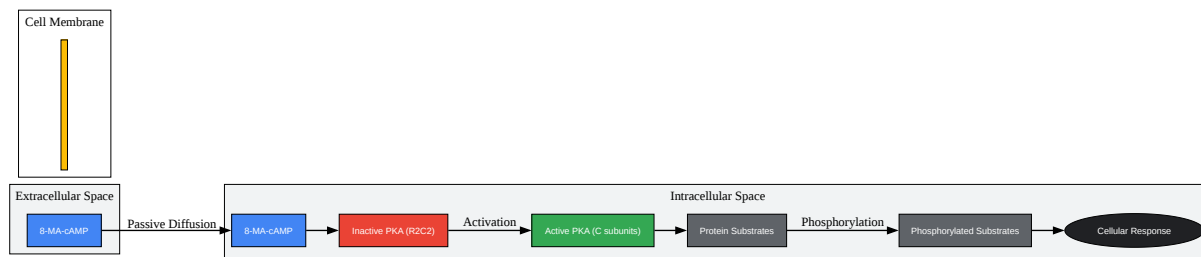 Cell Membrane
Extracellular Space
Intracellular Space
8-MA-cAMP
Passive Diffusion
8-MA-cAMP
Inactive PKA (R2C2)
Activation
Active PKA (C subunits)
Protein Substrates
Phosphorylation
Phosphorylated Substrates
Cellular Response